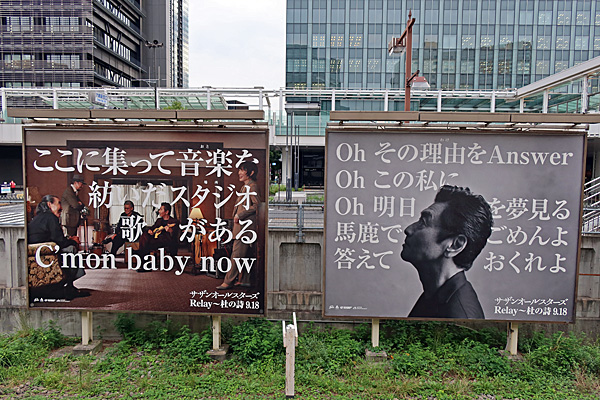 ここに集って音楽を
紡いだスタジオ
歌がある
C'mon baby now
サザンオールスターズ
Relay〜杜の詩 9.18
Oh その理由をAnswer
Oh この私に
Oh 明日を夢見る
馬鹿でごめんよ
答えておくれよ
サザンオールスターズ
Relay〜杜の詩 9.18